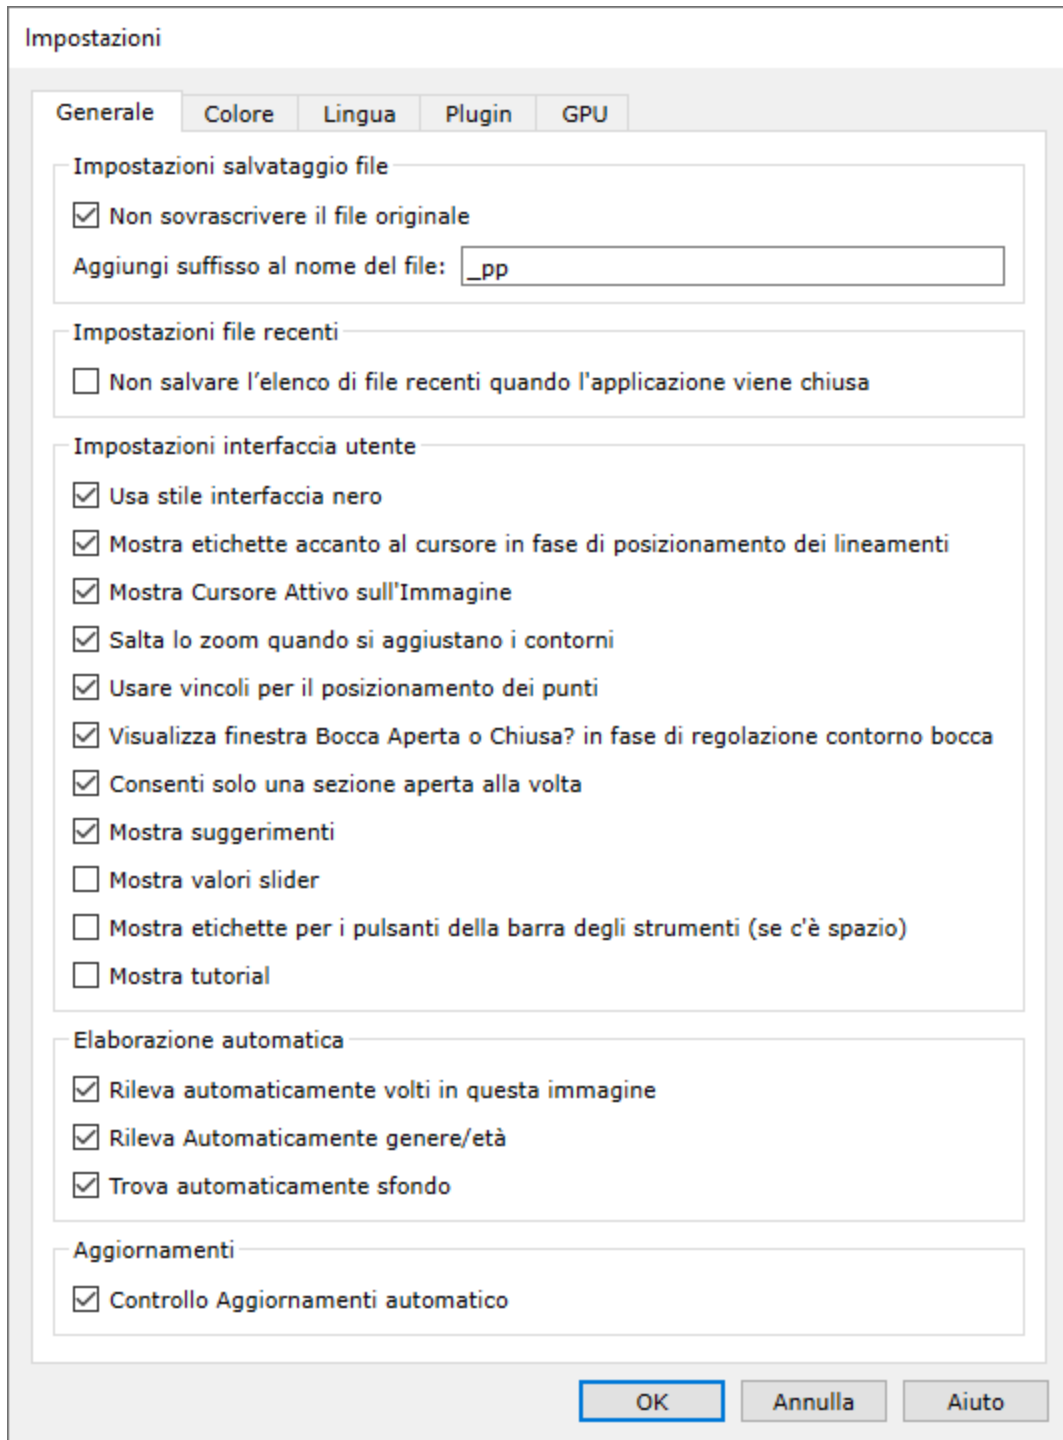 Impostazioni
Generale Colore Lingua Plugin GPU
Impostazioni salvataggio file
Non sovrascrivere il file originale
Aggiungi suffisso al nome del file: _pp
Impostazioni file recenti
Non salvare l’elenco di file recenti quando l'applicazione viene chiusa
Impostazioni interfaccia utente
Usa stile interfaccia nero
Mostra etichette accanto al cursore in fase di posizionamento dei lineamenti
Mostra Cursore Attivo sull'Immagine
Salta lo zoom quando si aggiustano i contorni
Usare vincoli per il posizionamento dei punti
Visualizza finestra Bocca Aperta o Chiusa? in fase di regolazione contorno bocca
Consenti solo una sezione aperta alla volta
Mostra suggerimenti
Mostra valori slider
Mostra etichette per i pulsanti della barra degli strumenti (se c'è spazio)
Mostra tutorial
Elaborazione automatica
Rileva automaticamente volti in questa immagine
Rileva Automaticamente genere/età
Trova automaticamente sfondo
Aggiornamenti
Controllo Aggiornamenti automatico
OK Annulla Aiuto